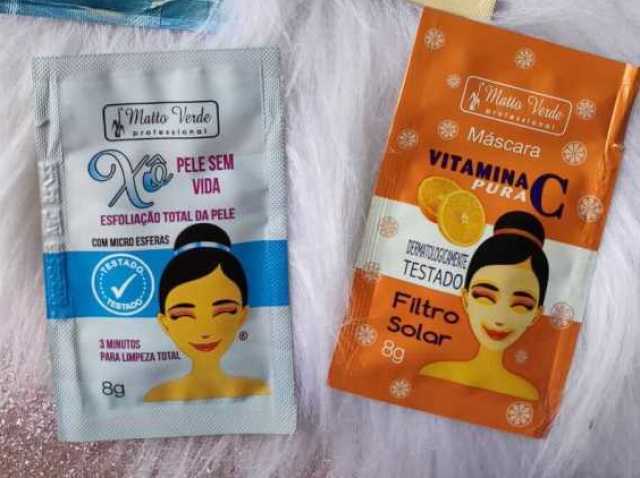 Matto Verde
professional
Xô PELE SEM
VIDA
ESFOLIAÇÃO TOTAL DA PELE
COM MICRO ESFERAS
TESTADO
TESTADO
3 MINUTOS
PARA LIMPEZA TOTAL
®
8g
Matto Verde
professional
Máscara
VITAMINA C
PURA
DERMATOLOGICAMENTE
TESTADO
Filtro
Solar
8g